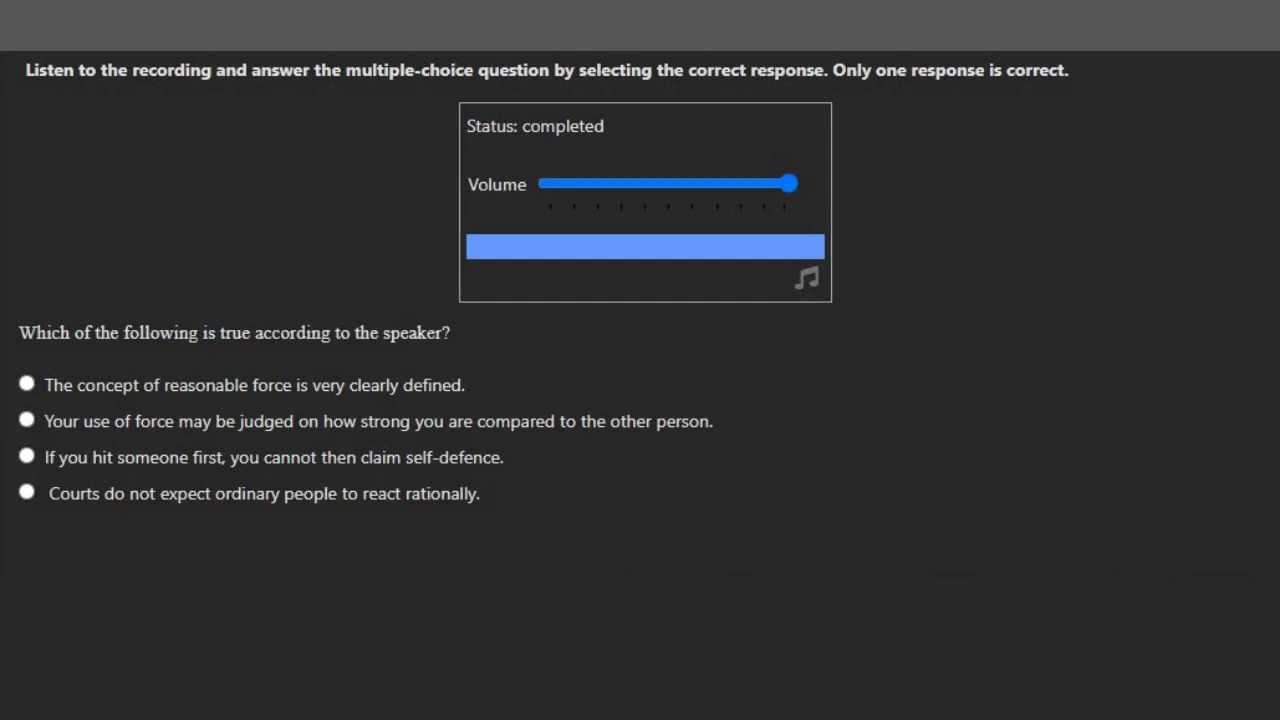 Listen to the recording and answer the multiple-choice question by selecting the correct response. Only one response is correct.
Status: completed
Volume
Which of the following is true according to the speaker?
The concept of reasonable force is very clearly defined.
Your use of force may be judged on how strong you are compared to the other person.
If you hit someone first, you cannot then claim self-defence.
Courts do not expect ordinary people to react rationally.